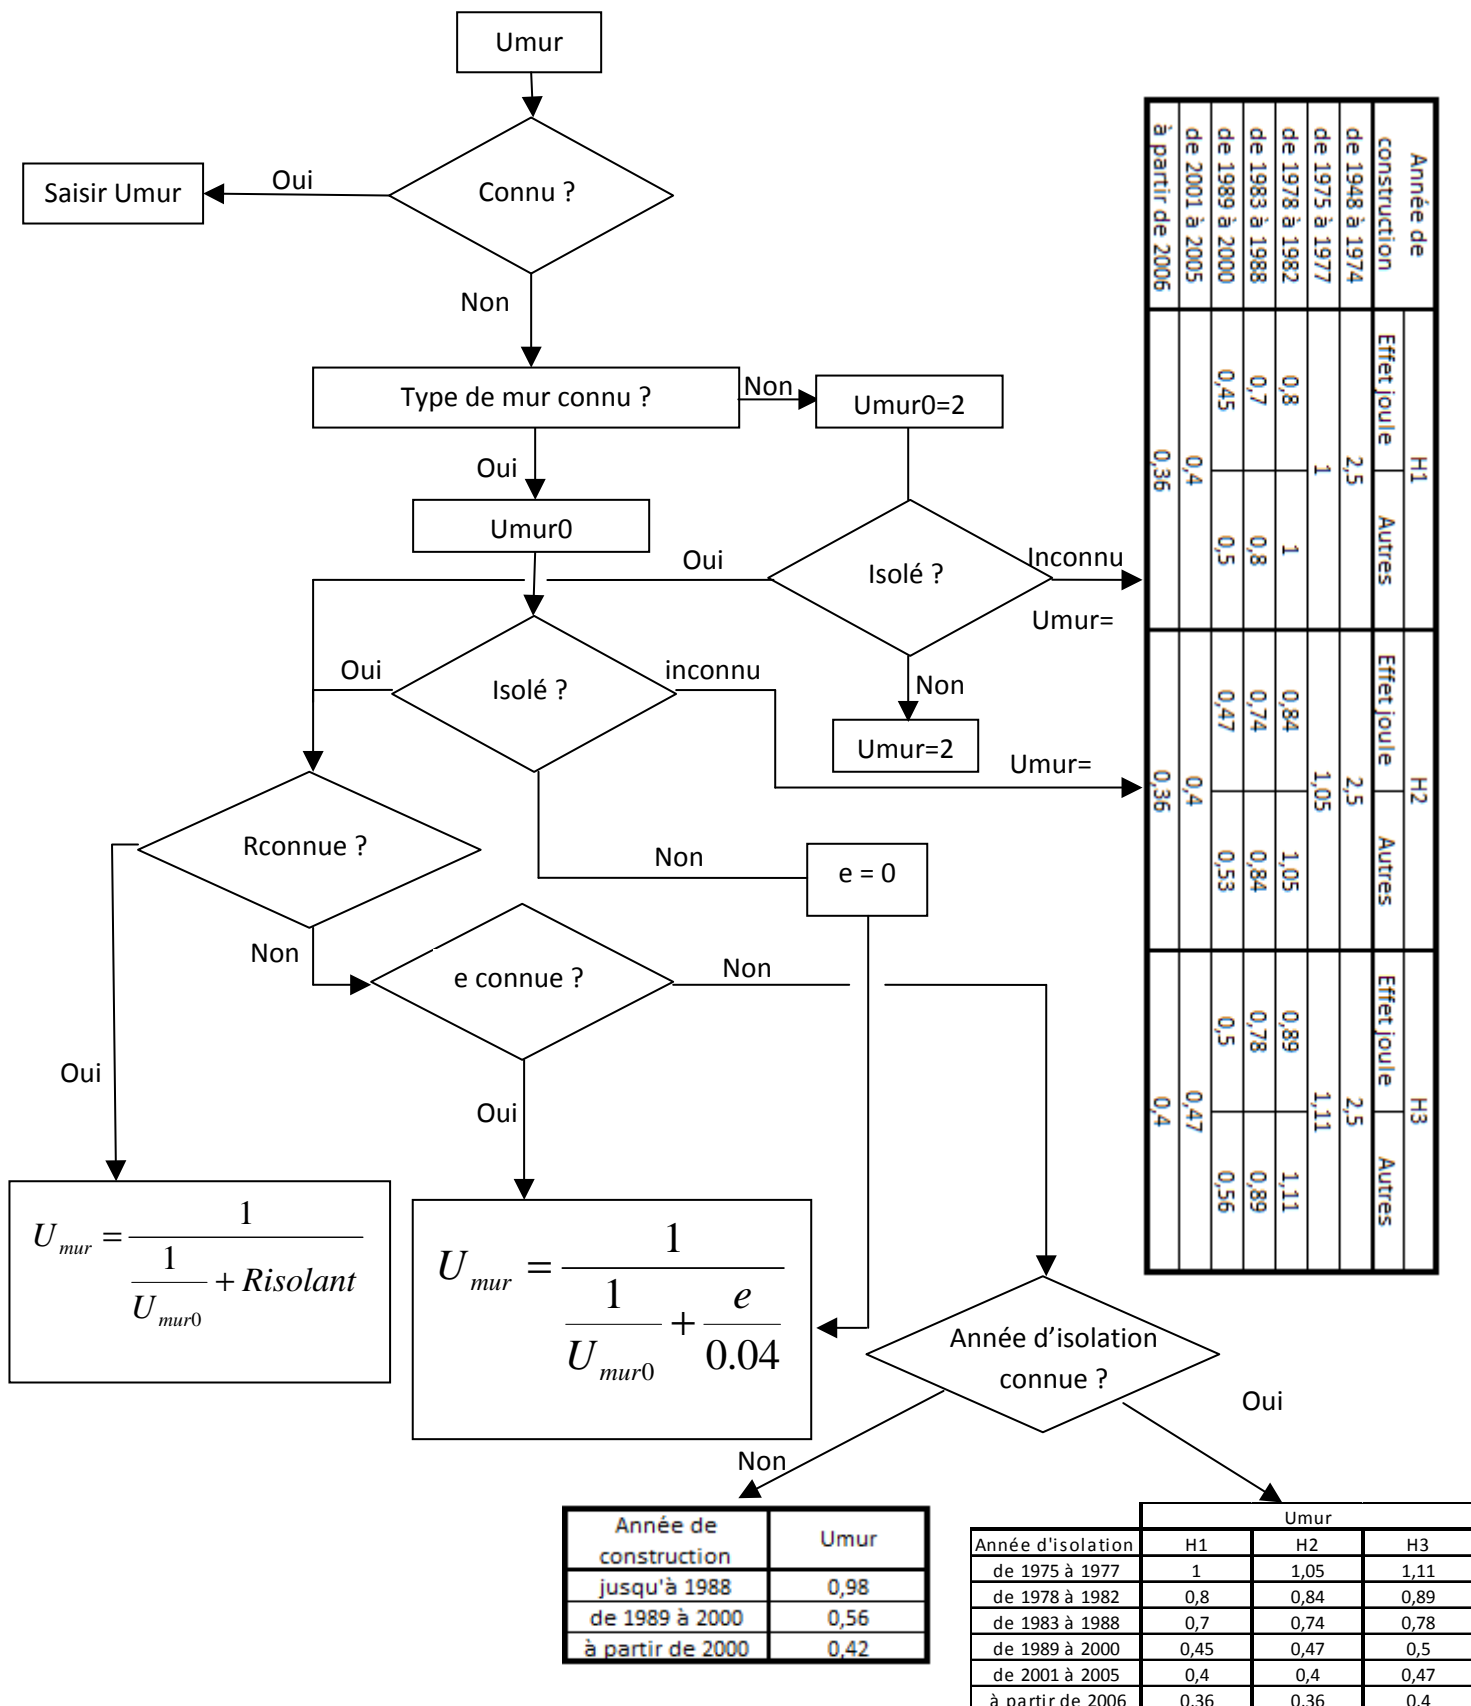 Umur
Connu ?
Oui
Saisir Umur
Non
Type de mur connu ?
Non
Umur0=2
Oui
Umur0
Isolé ?
Oui
Inconnu
Umur=
Non
Umur=2
Isolé ?
Oui
inconnu
Umur=
Non
e = 0
Rconnue ?
Non
Oui
e connue ?
Non
Oui
U mur = 1 / (1 / U mur0 + Risolant)
U mur = 1 / (1 / U mur0 + e / 0.04)
Année d’isolation
connue ?
Oui
Non
Année de
construction
H1 H2 H3
Effet joule Autres Effet joule Autres Effet joule Autres
de 1948 à 1974 2,5 2,5 2,5
de 1975 à 1977 1 1,05 1,11
de 1978 à 1982 0,8 1 0,84 1,05 0,89 1,11
de 1983 à 1988 0,7 0,8 0,74 0,84 0,78 0,89
de 1989 à 2000 0,45 0,5 0,47 0,53 0,5 0,56
de 2001 à 2005 0,4 0,4 0,47
à partir de 2006 0,36 0,36 0,4
Année de
construction
Umur
jusqu'à 1988 0,98
de 1989 à 2000 0,56
à partir de 2000 0,42
Umur
Année d'isolation H1 H2 H3
de 1975 à 1977 1 1,05 1,11
de 1978 à 1982 0,8 0,84 0,89
de 1983 à 1988 0,7 0,74 0,78
de 1989 à 2000 0,45 0,47 0,5
de 2001 à 2005 0,4 0,4 0,47
à partir de 2006 0,36 0,36 0,4